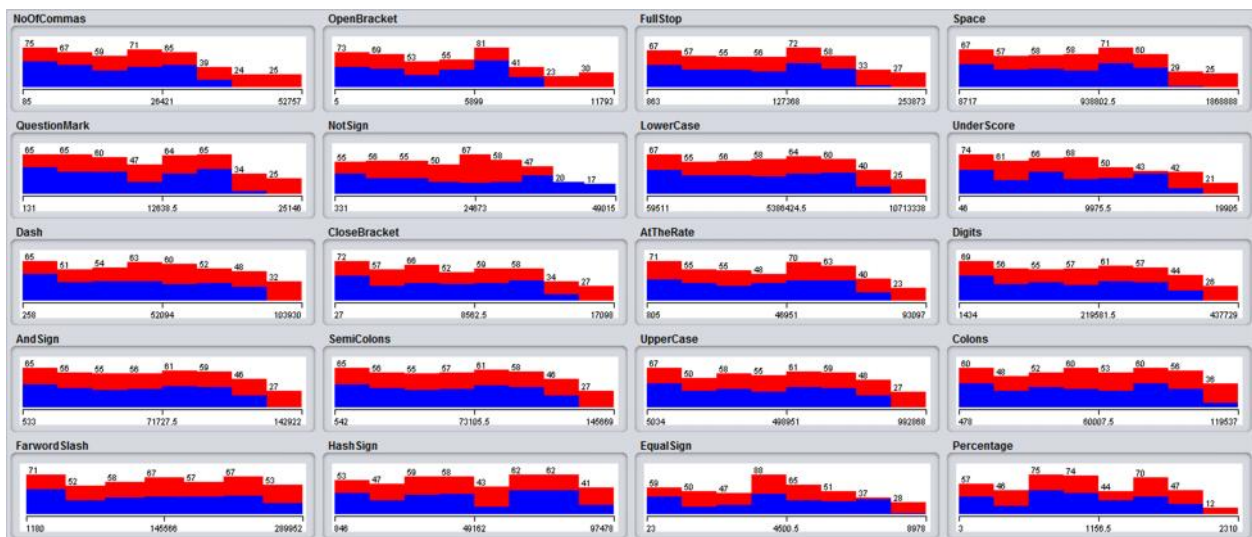 NoOfCommas OpenBracket FullStop Space
75 67 59 71 65 39 24 25 73 69 53 55 81 41 23 30 67 57 55 56 72 58 33 27 67 57 58 58 71 60 29 25
85 26421 52757 5 5899 11793 863 127368 253873 8717 938802.5 1868888
QuestionMark NotSign LowerCase UnderScore
65 65 60 47 64 65 34 25 55 56 55 50 67 58 47 20 17 67 55 56 58 64 60 40 25 74 61 66 68 50 43 42 21
131 12638.5 25146 331 24673 49015 59511 5386424.5 10713338 46 9975.5 19905
Dash CloseBracket AtTheRate Digits
65 51 54 63 60 52 48 32 72 57 66 52 59 58 34 27 71 55 55 48 70 63 40 23 69 56 55 57 61 57 44 26
258 52094 103930 27 8562.5 17098 805 46951 93097 1434 219581.5 437729
AndSign SemiColons UpperCase Colons
65 56 55 56 61 59 46 27 65 56 55 57 61 58 46 27 67 50 58 55 61 59 48 27 60 48 52 60 53 60 56 36
533 71727.5 142922 542 73105.5 145669 5034 498951 992868 478 60007.5 119537
FarwordSlash HashSign EqualSign Percentage
71 52 58 67 57 67 53 53 47 59 58 43 62 62 41 59 50 47 88 65 51 37 28 57 46 75 74 44 70 47 12
1180 145566 289952 846 49162 97478 23 4500.5 8978 3 1156.5 2310